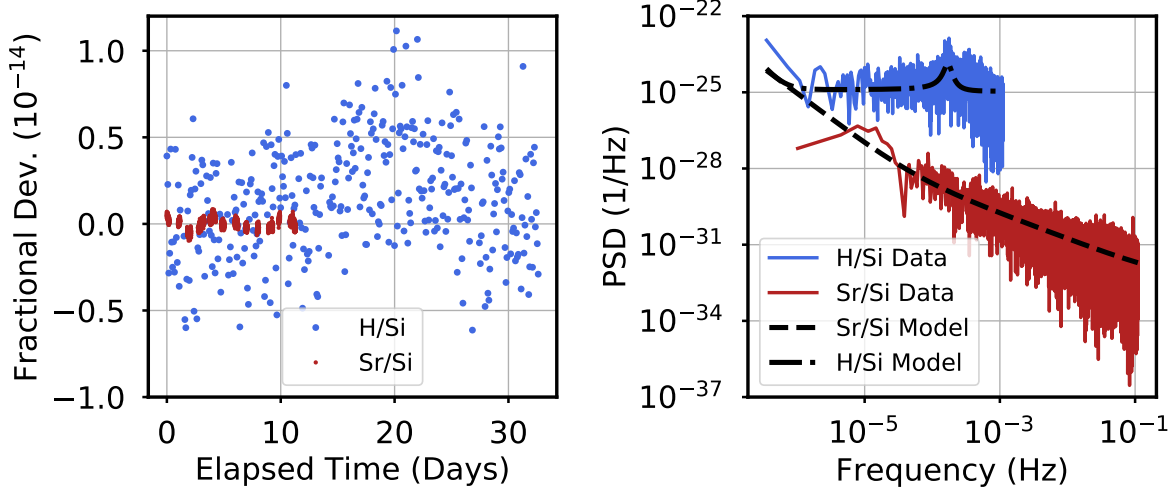 Fractional Dev. (10⁻¹⁴)
1.0
0.5
0.0
−0.5
−1.0
H/Si
Sr/Si
0 10 20 30
Elapsed Time (Days)
PSD (1/Hz)
10⁻²²
10⁻²⁵
10⁻²⁸
10⁻³¹
10⁻³⁴
10⁻³⁷
H/Si Data
Sr/Si Data
Sr/Si Model
H/Si Model
10⁻⁵ 10⁻³ 10⁻¹
Frequency (Hz)